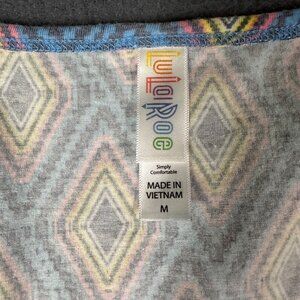 LuLaRoe
Simply
Comfortable
MADE IN
VIETNAM
M